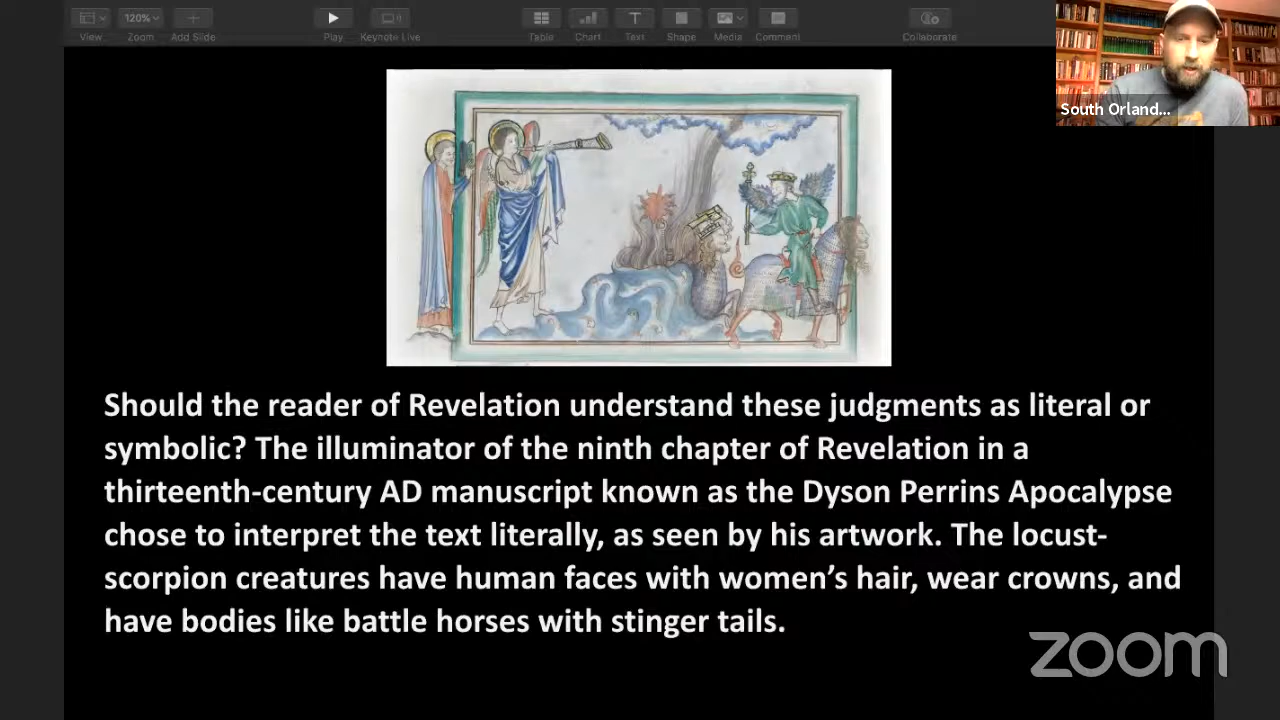 120%
View
Zoom
Add Slide
Play
Keynote Live
Table
Chart
Text
Shape
Media
Comment
Collaborate
South Orland...
Should the reader of Revelation understand these judgments as literal or
symbolic? The illuminator of the ninth chapter of Revelation in a
thirteenth-century AD manuscript known as the Dyson Perrins Apocalypse
chose to interpret the text literally, as seen by his artwork. The locust-
scorpion creatures have human faces with women’s hair, wear crowns, and
have bodies like battle horses with stinger tails.
zoom